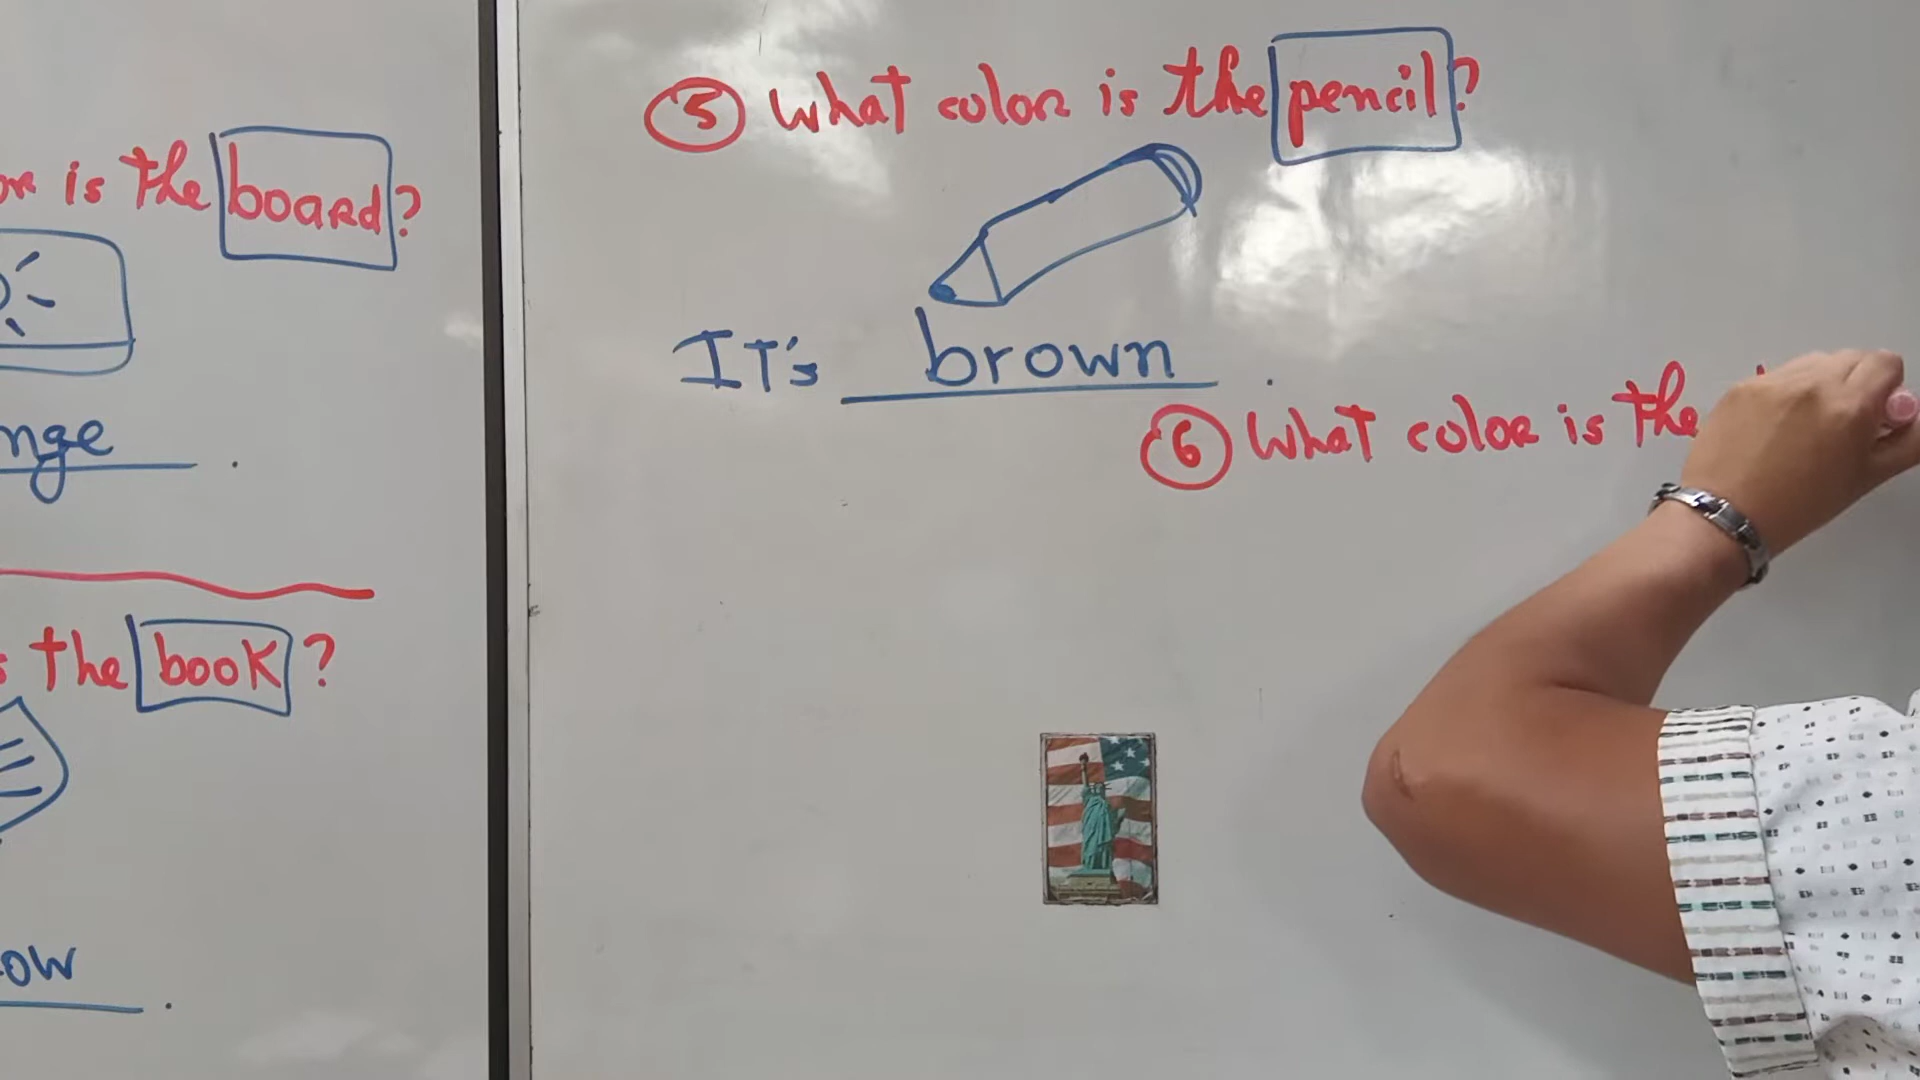 is the board?
nge .
the book?
ow .
5 What color is the pencil?
It's brown .
6 What color is the